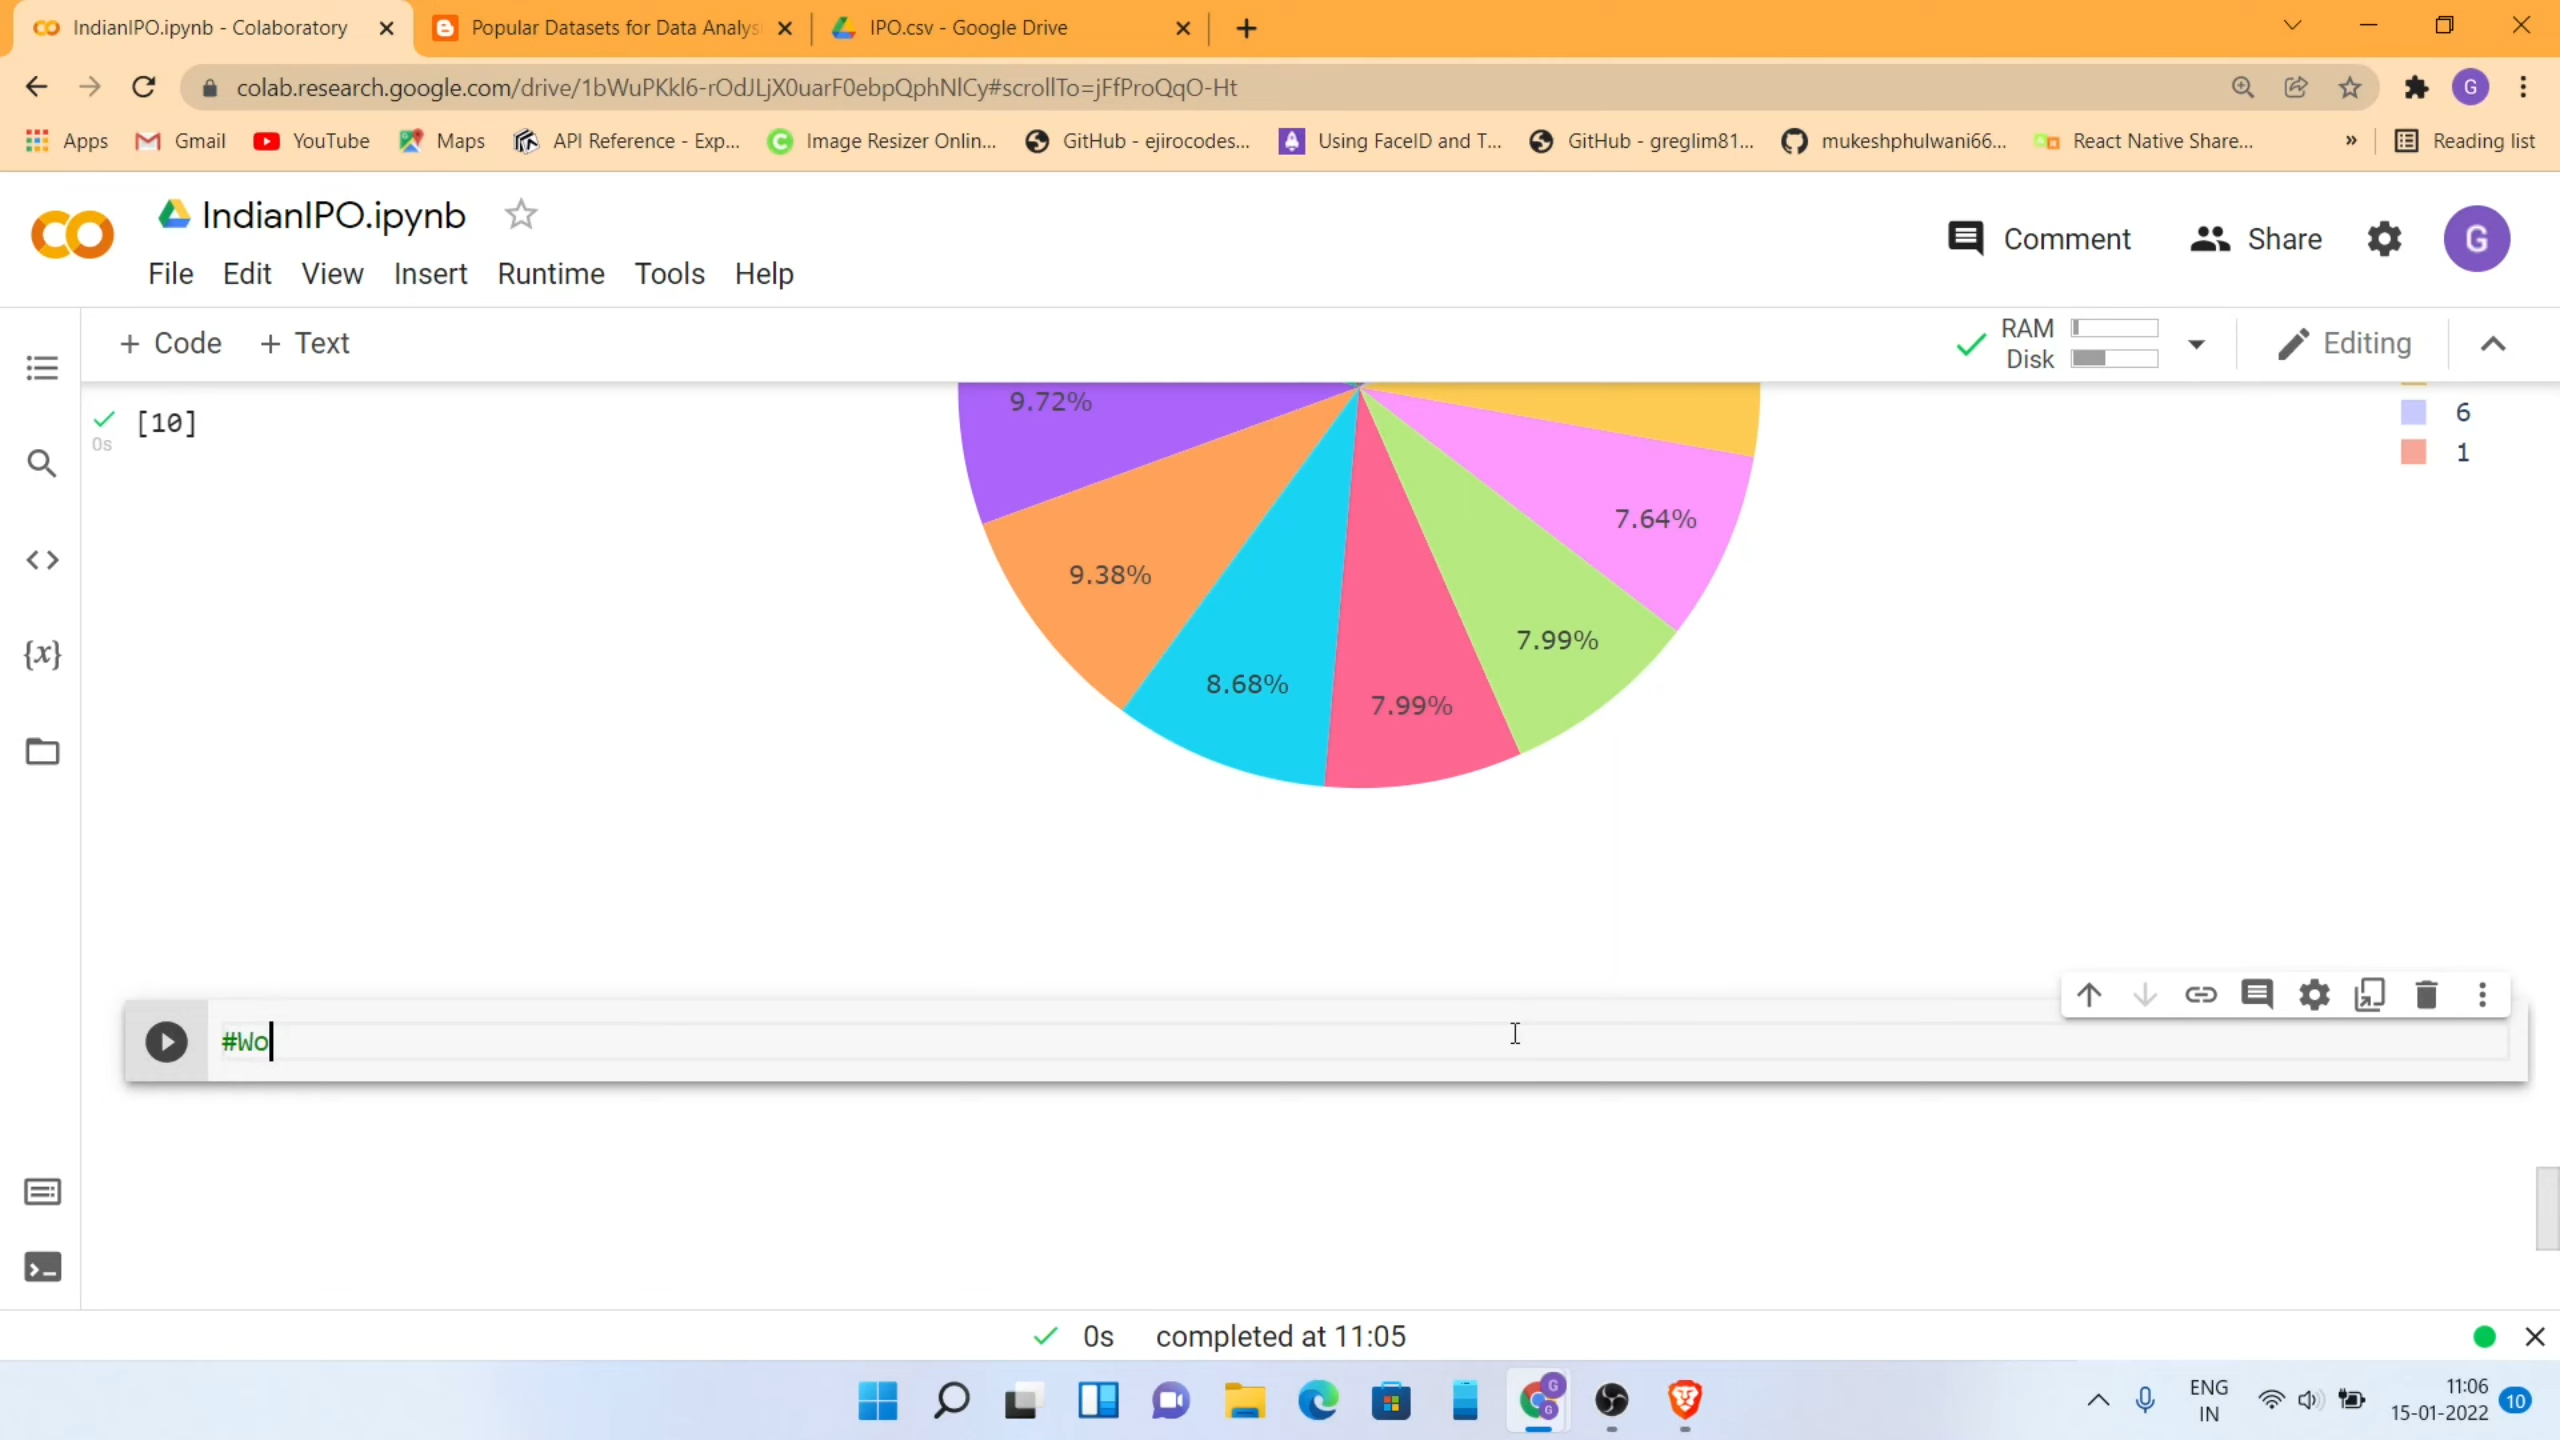 IndianIPO.ipynb - Colaboratory
Popular Datasets for Data Analys
IPO.csv - Google Drive
colab.research.google.com/drive/1bWuPKkl6-rOdJLjX0uarF0ebpQphNlCy#scrollTo=jFfProQqO-Ht
G
Apps
Gmail
YouTube
Maps
API Reference - Exp...
Image Resizer Onlin...
GitHub - ejirocodes...
Using FaceID and T...
GitHub - greglim81...
mukeshphulwani66...
React Native Share...
»
Reading list
IndianIPO.ipynb
File Edit View Insert Runtime Tools Help
Comment
Share
G
+ Code
+ Text
RAM
Disk
Editing
[10]
0s
9.72%
9.38%
8.68%
7.99%
7.99%
7.64%
6
1
{x}
#Wo
0s completed at 11:05
ENG
IN
11:06
15-01-2022
10